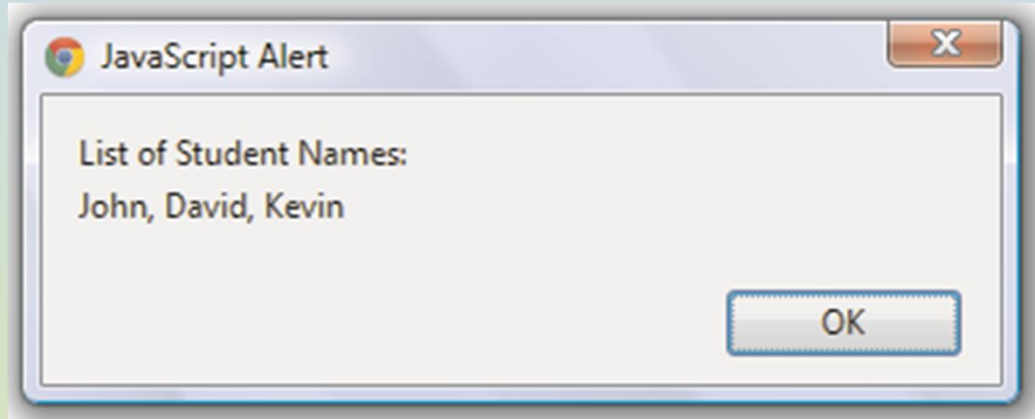 JavaScript Alert
List of Student Names:
John, David, Kevin
OK